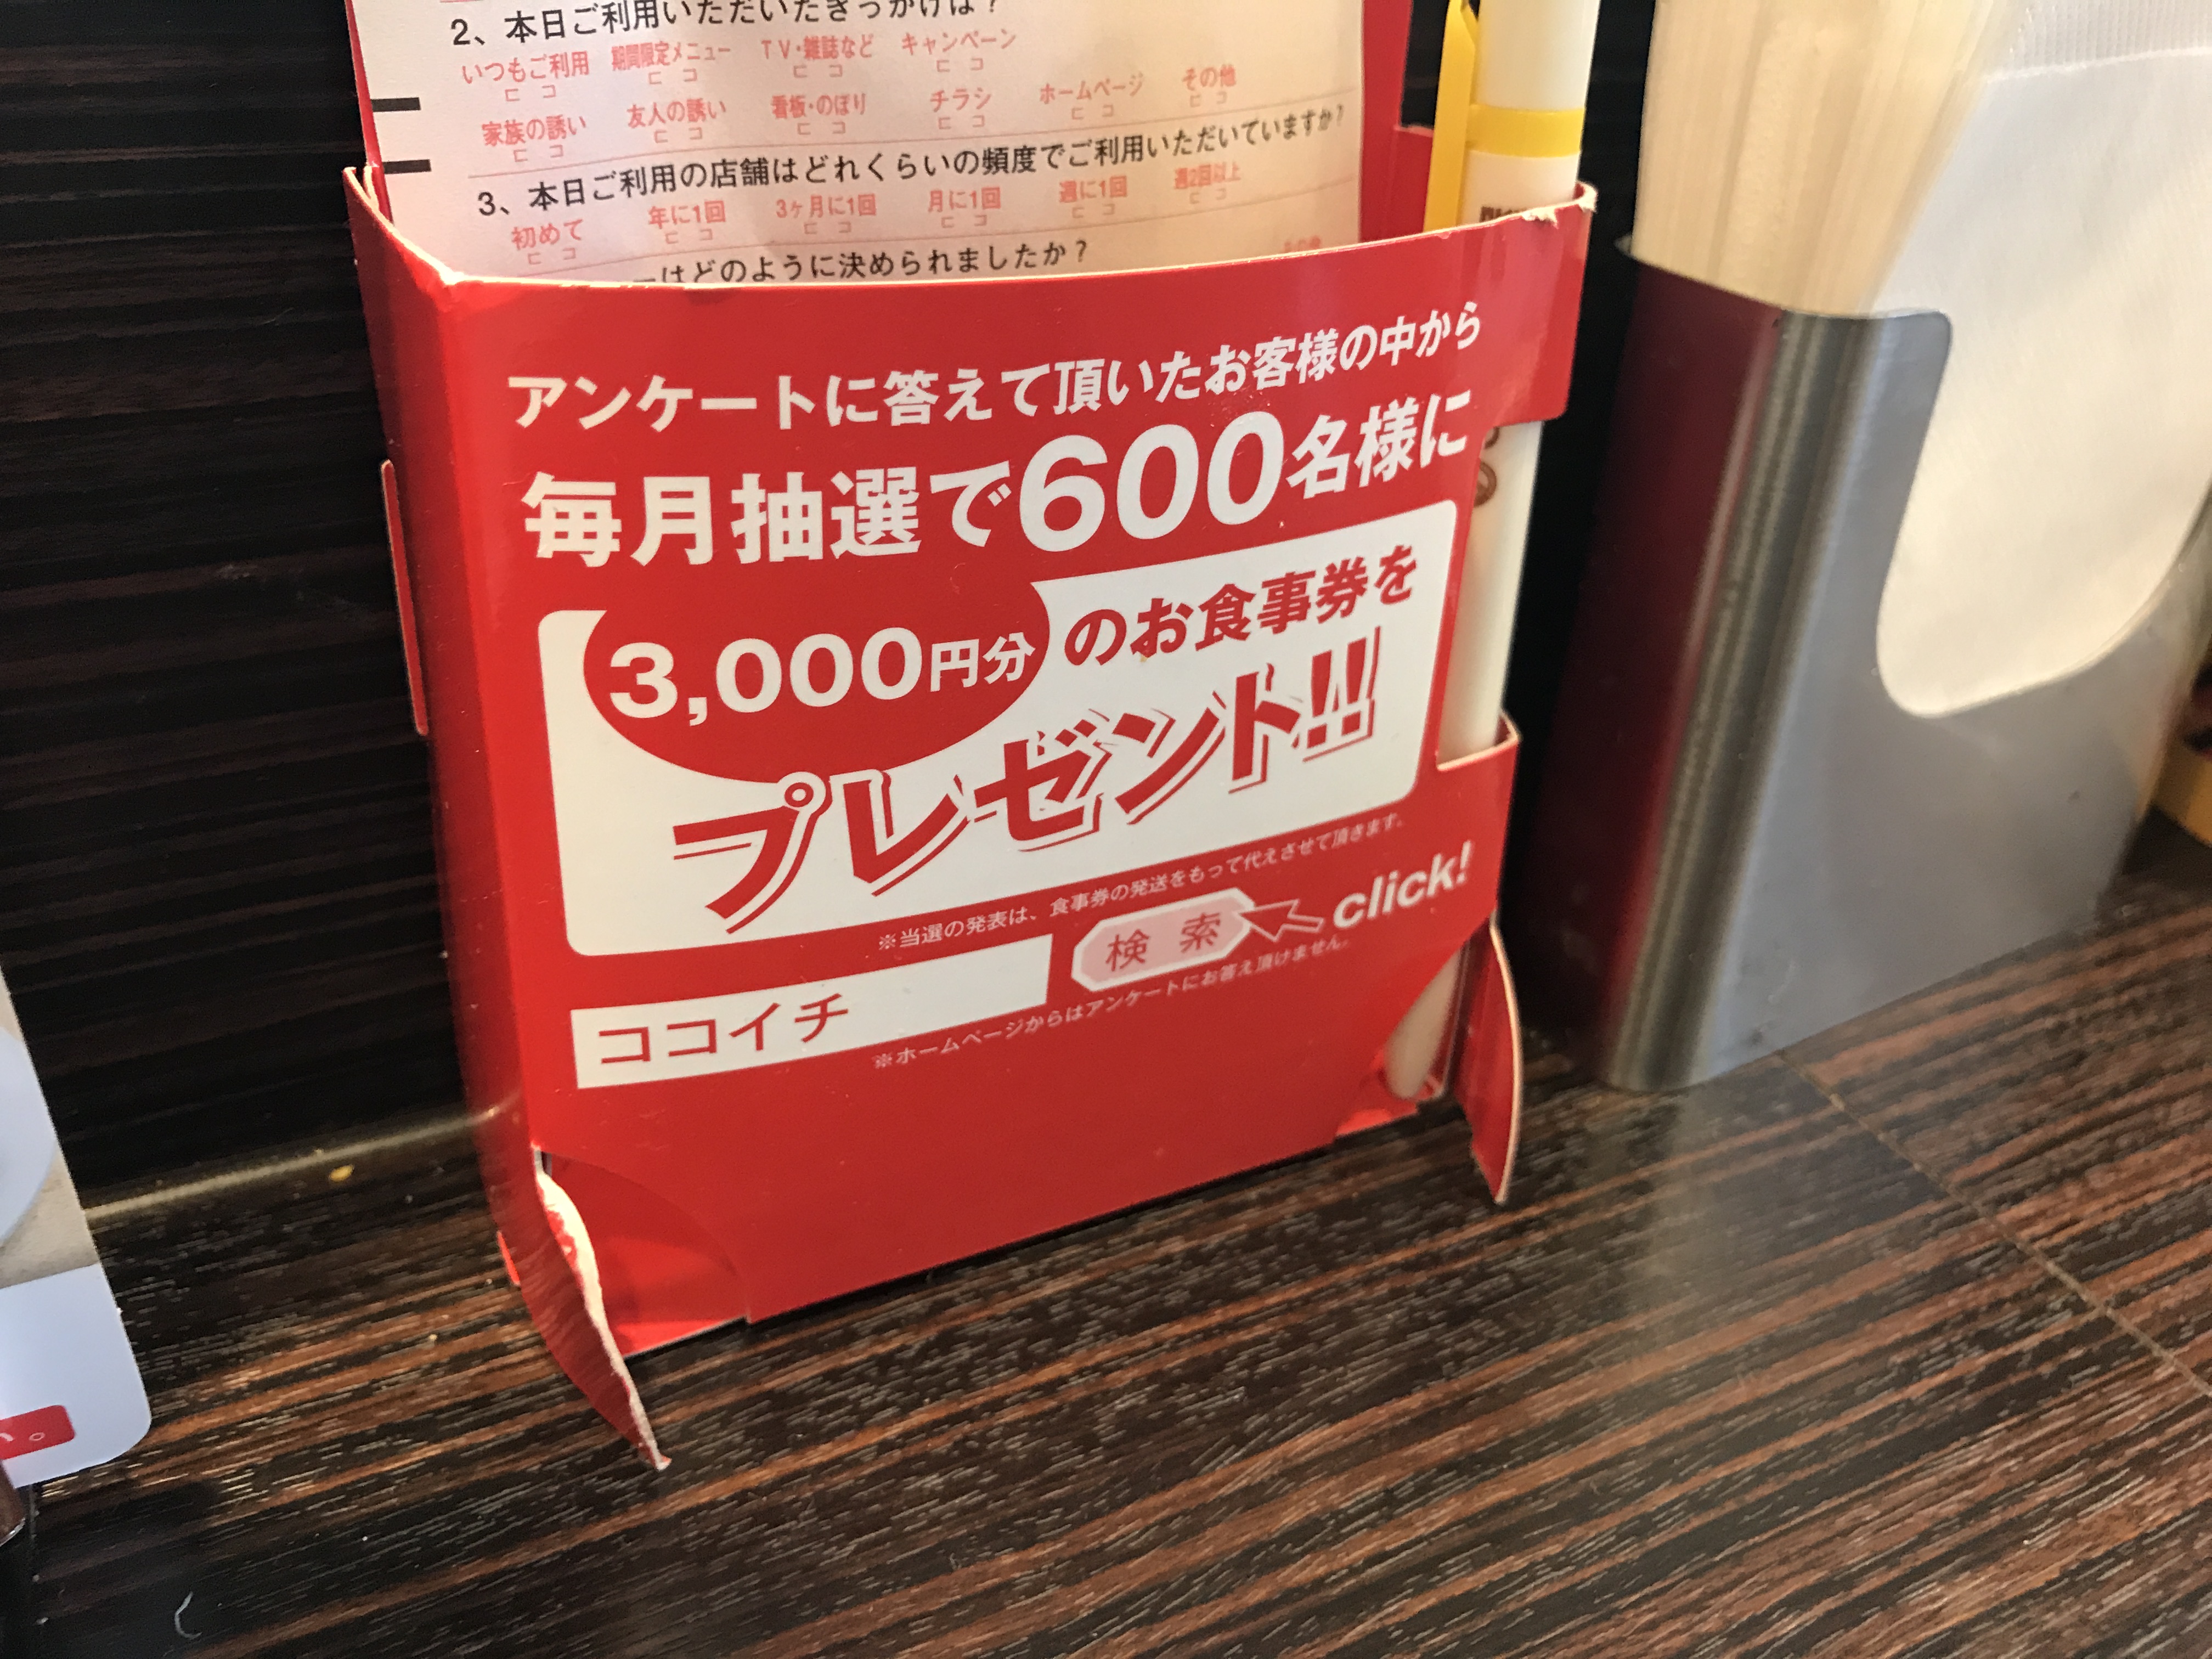 2、本日ご利用いただいたきっかけは？
いつもご利用 期間限定メニュー TV・雑誌など キャンペーン
家族の誘い 友人の誘い 看板・のぼり チラシ ホームページ その他
3、本日ご利用の店舗はどれくらいの頻度でご利用いただいていますか？
初めて 年に1回 3ヶ月に1回 月に1回 週に1回 週2回以上
ーはどのように決められましたか？
アンケートに答えて頂いたお客様の中から
毎月抽選で600名様に
3,000円分のお食事券を
プレゼント!!
※当選の発表は、食事券の発送をもって代えさせて頂きます。
ココイチ 検索 click!
※ホームページからはアンケートにお答え頂けません。
い。